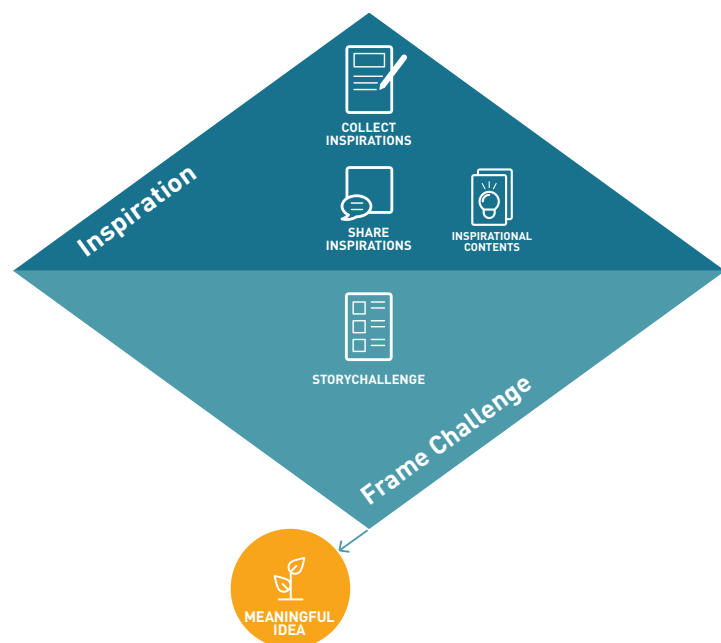 COLLECT
INSPIRATIONS
Inspiration
SHARE
INSPIRATIONS
INSPIRATIONAL
CONTENTS
STORYCHALLENGE
Frame Challenge
MEANINGFUL
IDEA